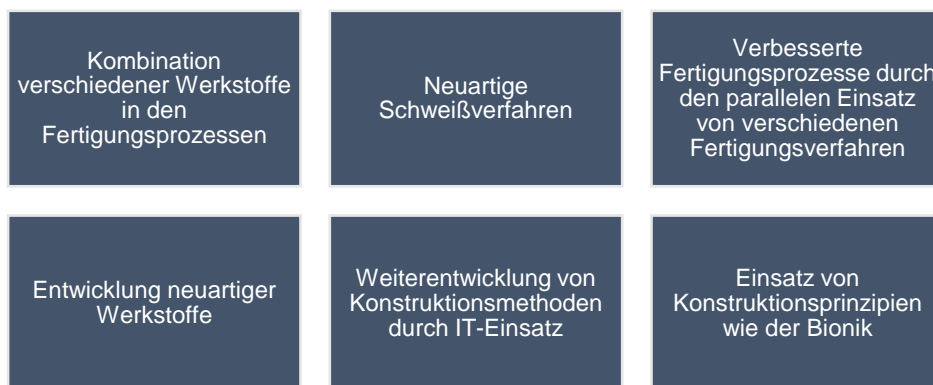 Kombination
verschiedener Werkstoffe
in den
Fertigungsprozessen
Neuartige
Schweißverfahren
Verbesserte
Fertigungsprozesse durch
den parallelen Einsatz
von verschiedenen
Fertigungsverfahren
Entwicklung neuartiger
Werkstoffe
Weiterentwicklung von
Konstruktionsmethoden
durch IT-Einsatz
Einsatz von
Konstruktionsprinzipien
wie der Bionik